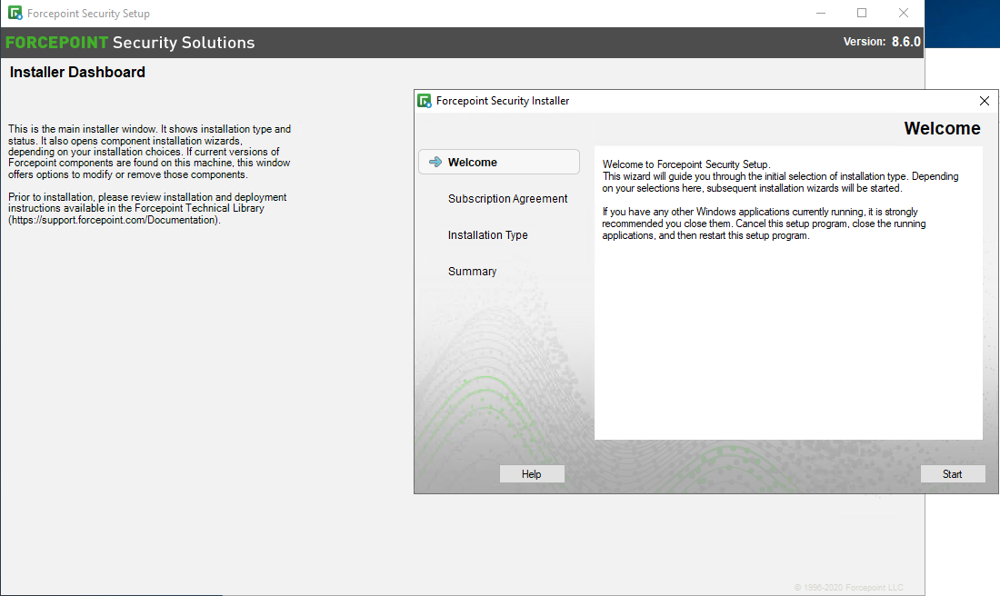 Forcepoint Security Setup
FORCEPOINT Security Solutions
Version: 8.6.0
Installer Dashboard
This is the main installer window. It shows installation type and
status. It also opens component installation wizards,
depending on your installation choices. If current versions of
Forcepoint components are found on this machine, this window
offers options to modify or remove those components.
Prior to installation, please review installation and deployment
instructions available in the Forcepoint Technical Library
(https://support.forcepoint.com/Documentation).
Forcepoint Security Installer
Welcome
Welcome
Subscription Agreement
Installation Type
Summary
Welcome to Forcepoint Security Setup.
This wizard will guide you through the initial selection of installation type. Depending
on your selections here, subsequent installation wizards will be started.
If you have any other Windows applications currently running, it is strongly
recommended you close them. Cancel this setup program, close the running
applications, and then restart this setup program.
Help
Start
© 1996-2020 Forcepoint LLC